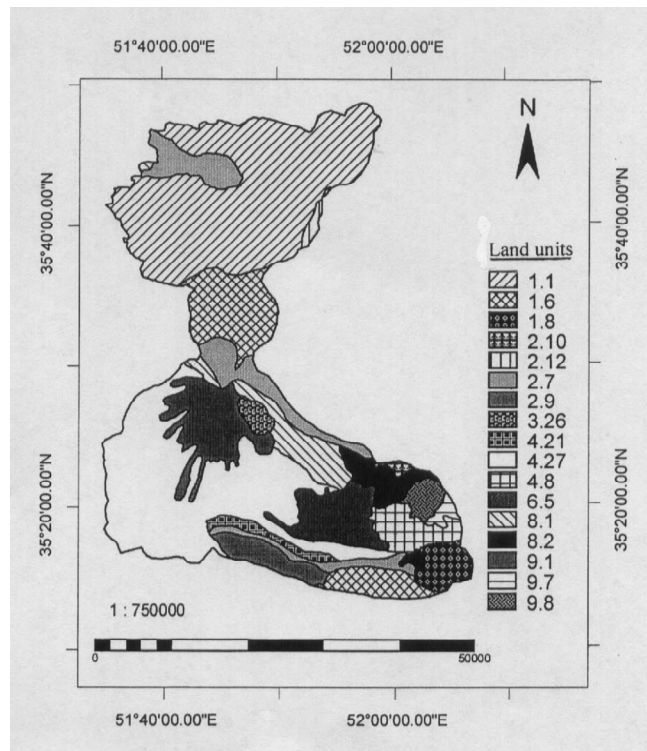 51°40'00.00"E 52°00'00.00"E
N
35°40'00.00"N 35°40'00.00"N
Land units
1.1
1.6
1.8
2.10
2.12
2.7
2.9
3.26
4.21
4.27
4.8
6.5
8.1
8.2
9.1
9.7
9.8
35°20'00.00"N 35°20'00.00"N
1 : 750000
0 50000
51°40'00.00"E 52°00'00.00"E